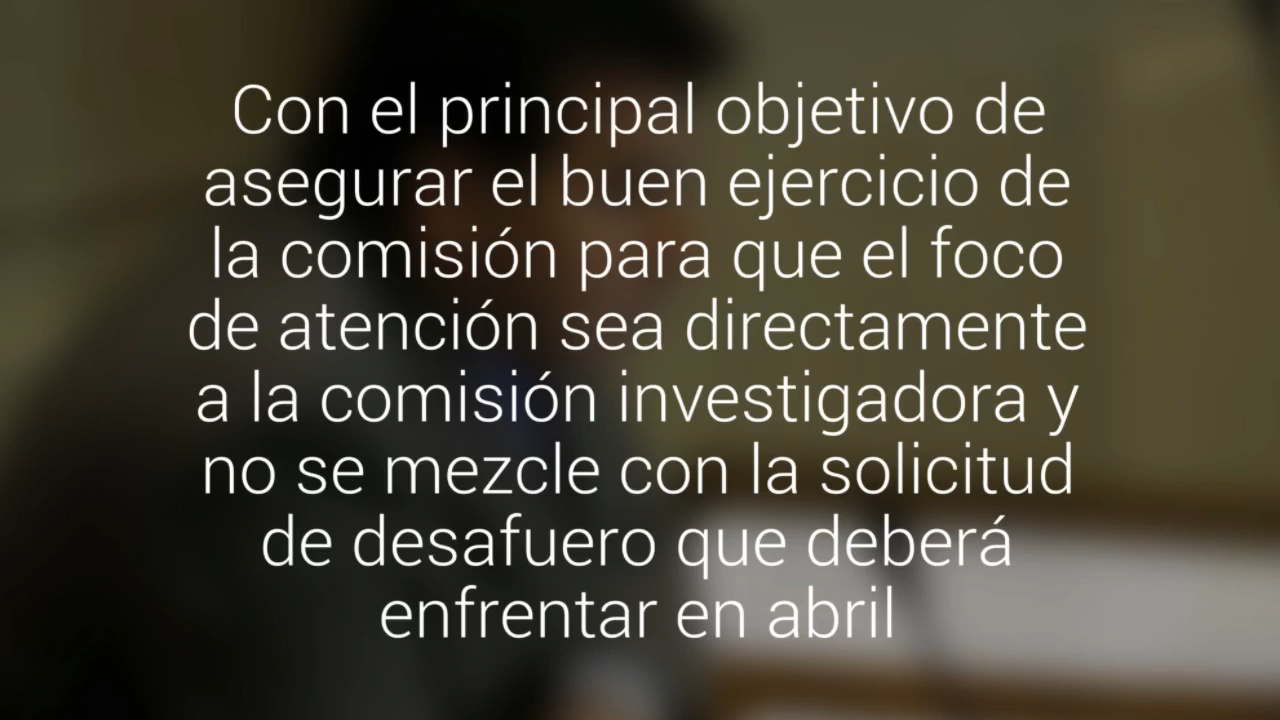 Con el principal objetivo de
asegurar el buen ejercicio de
la comisión para que el foco
de atención sea directamente
a la comisión investigadora y
no se mezcle con la solicitud
de desafuero que deberá
enfrentar en abril